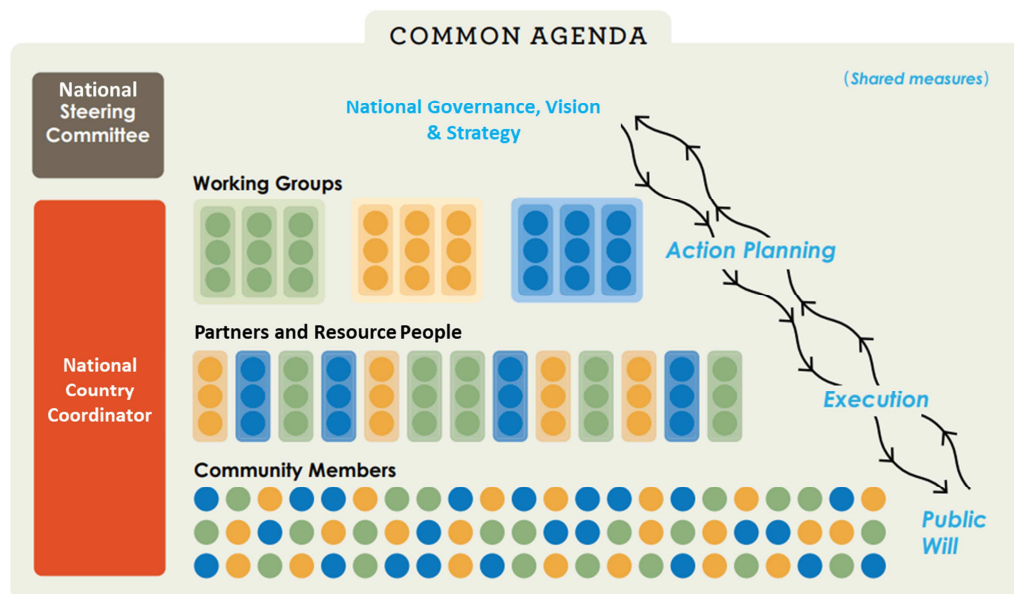 COMMON AGENDA
National
Steering
Committee
(Shared measures)
National Governance, Vision
& Strategy
Working Groups
Action Planning
Partners and Resource People
National
Country
Coordinator
Execution
Community Members
Public
Will